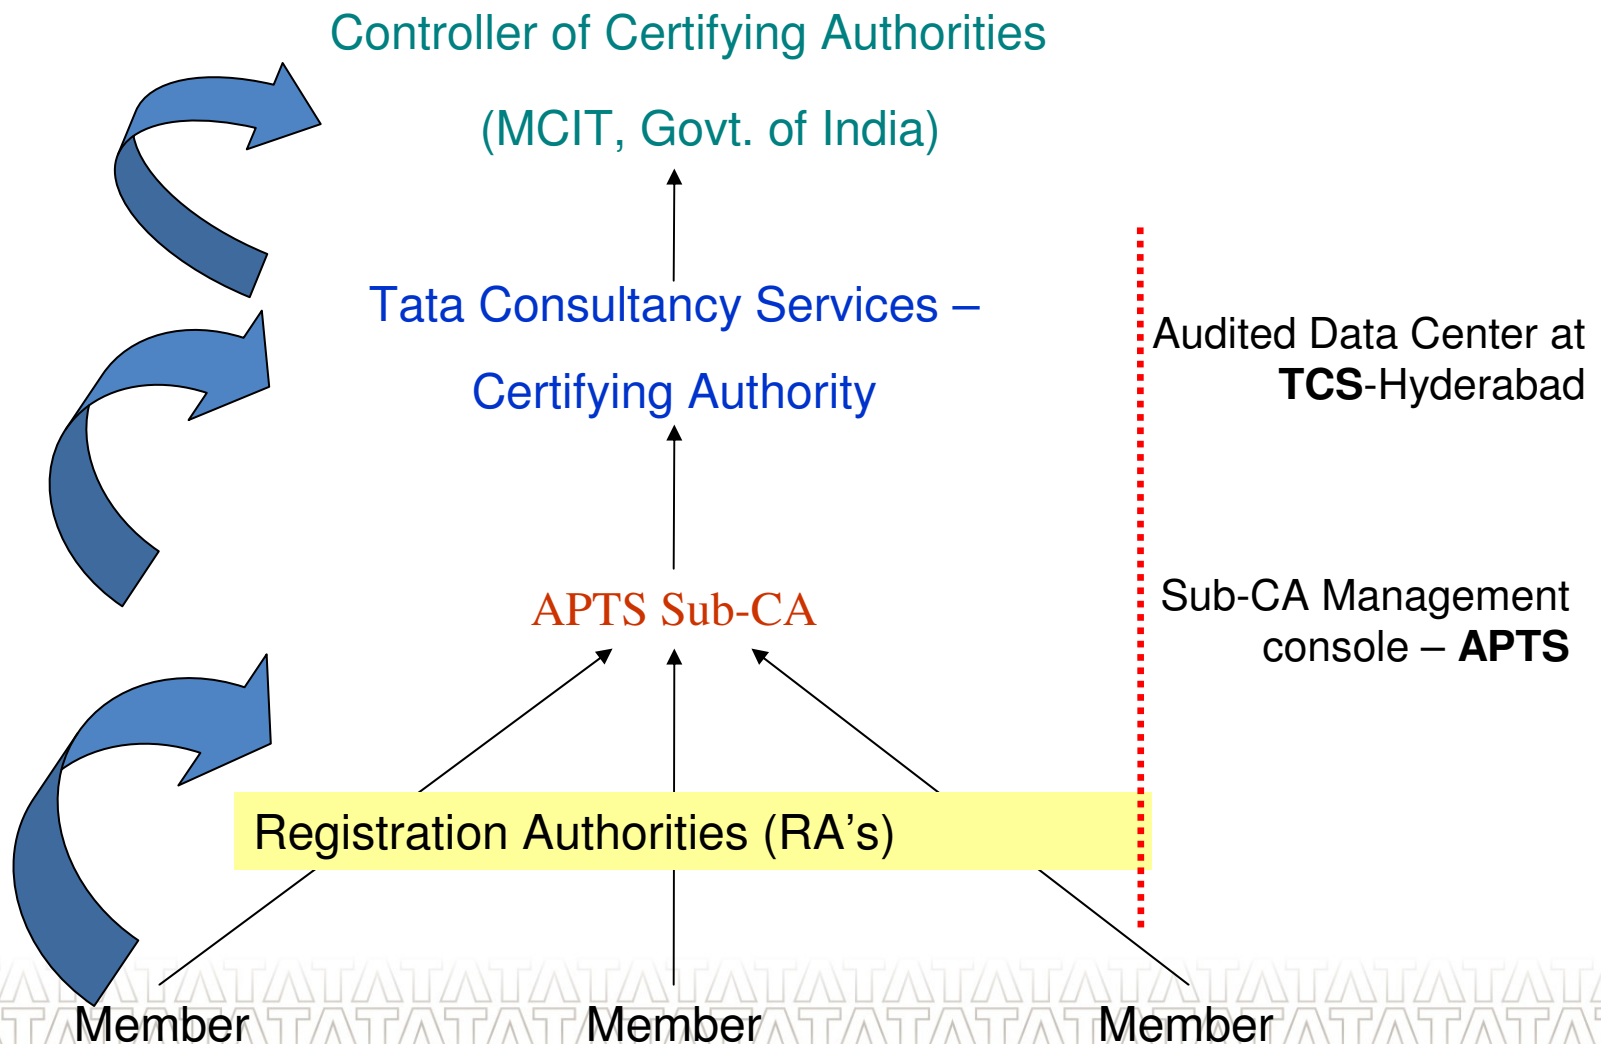 Controller of Certifying Authorities
(MCIT, Govt. of India)
Tata Consultancy Services –
Certifying Authority
Audited Data Center at
TCS-Hyderabad
APTS Sub-CA
Sub-CA Management
console – APTS
Registration Authorities (RA's)
Member Member Member